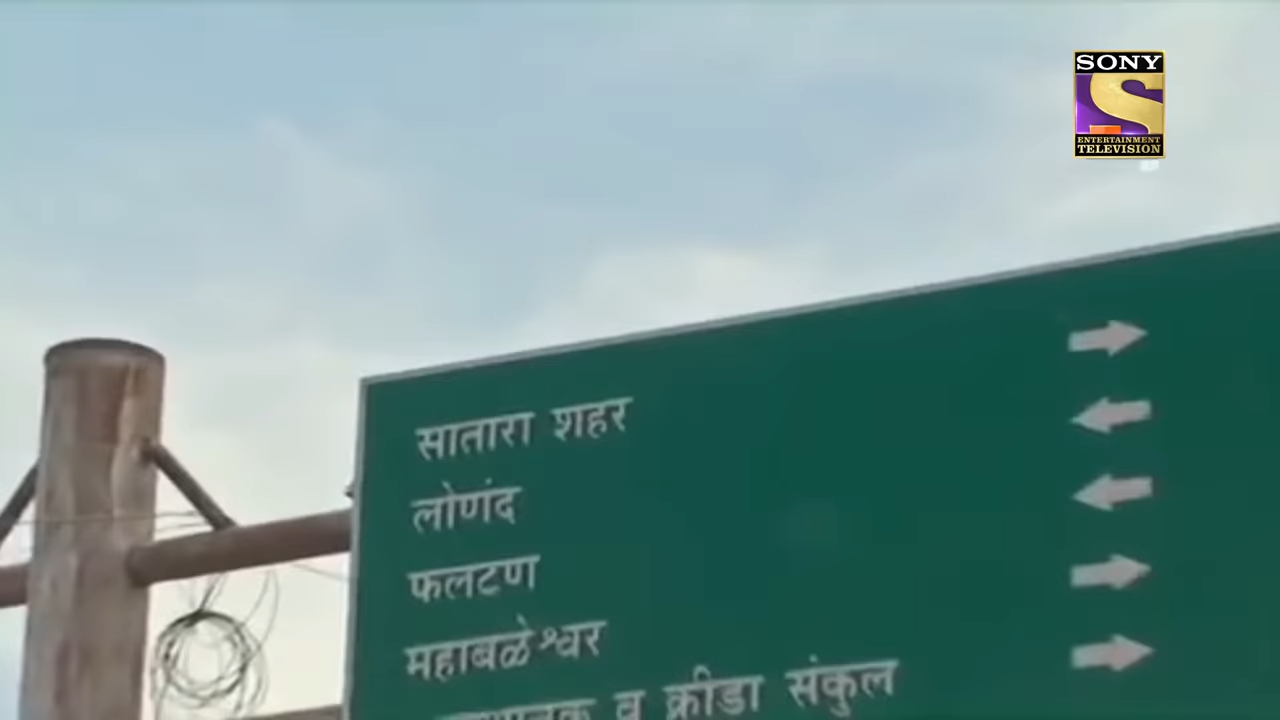 SONY
ENTERTAINMENT
TELEVISION
सातारा शहर
लोणंद
फलटण
महाबळेश्वर
व क्रीडा संकुल